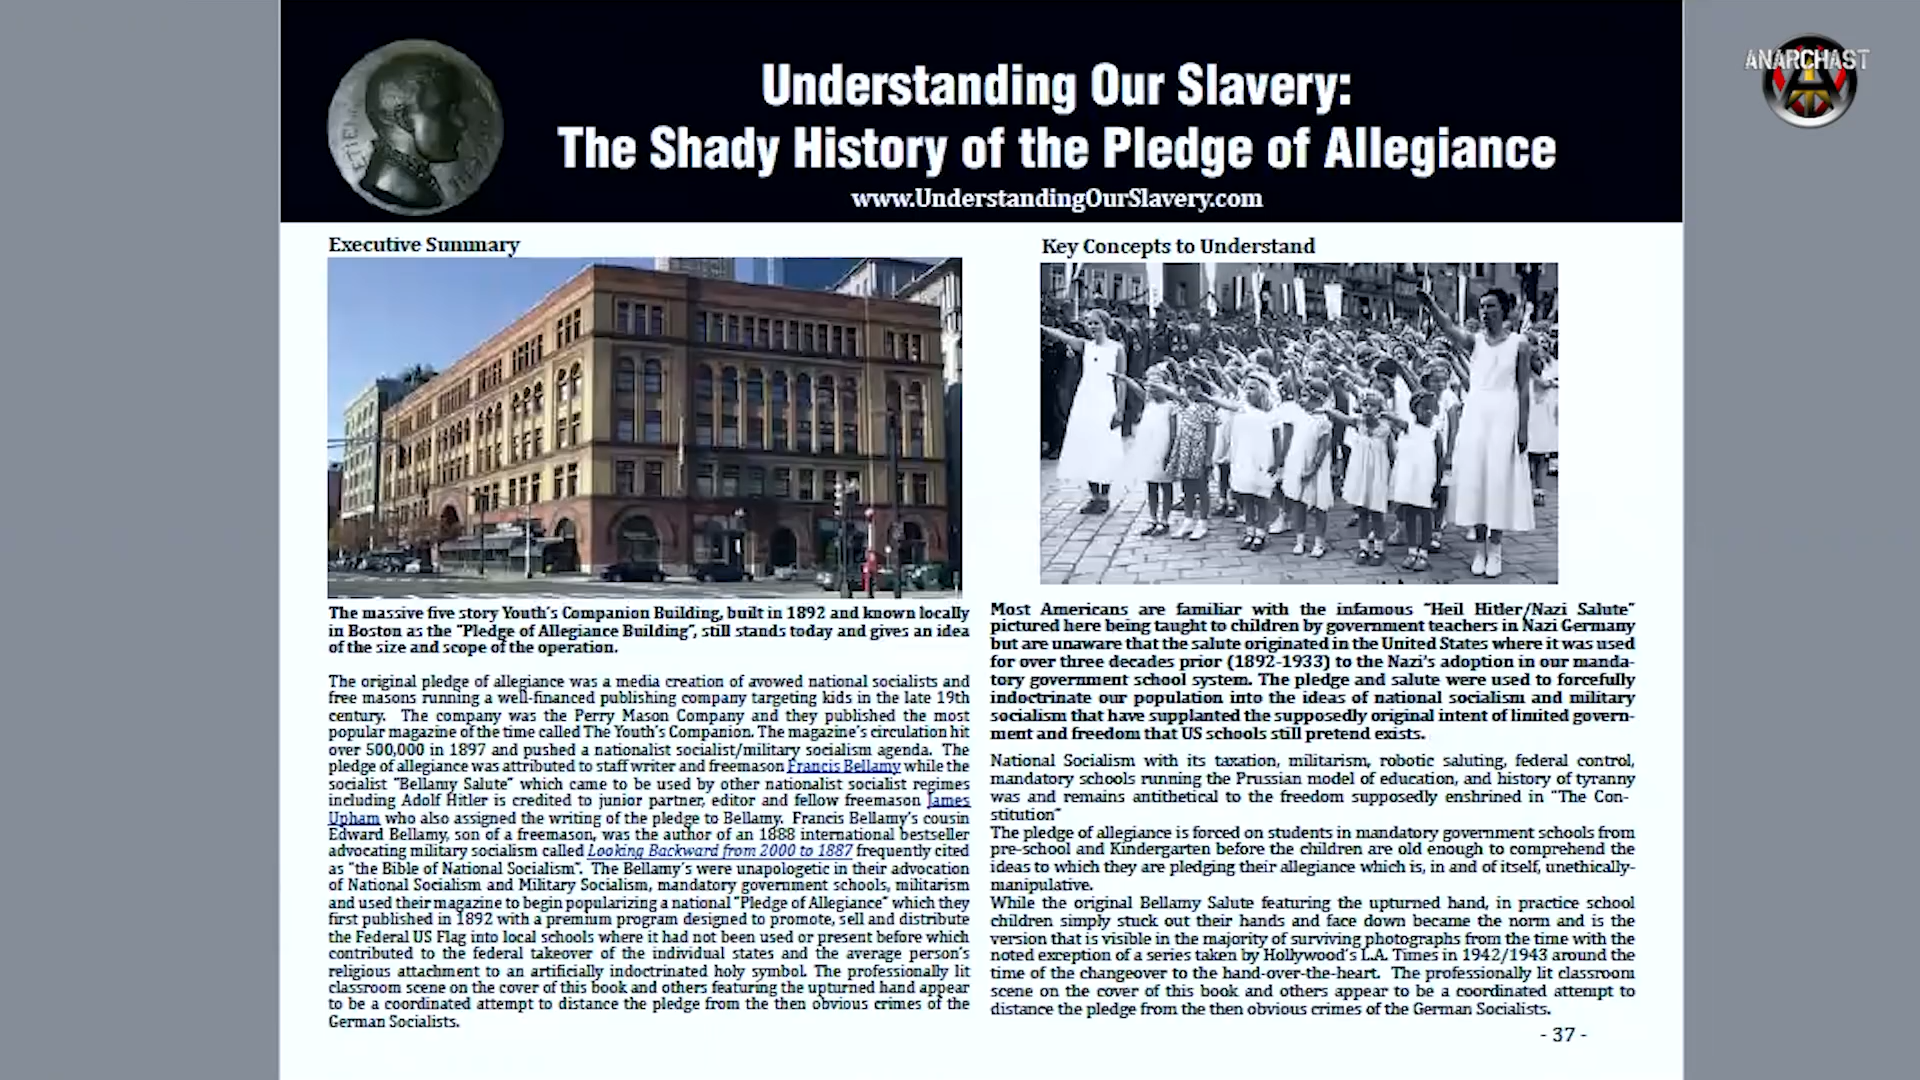 Understanding Our Slavery:
The Shady History of the Pledge of Allegiance
www.UnderstandingOurSlavery.com
ANARCHAST
Executive Summary
The massive five story Youth's Companion Building, built in 1892 and known locally
in Boston as the "Pledge of Allegiance Building", still stands today and gives an idea
of the size and scope of the operation.
The original pledge of allegiance was a media creation of avowed national socialists and
free masons running a well-financed publishing company targeting kids in the late 19th
century. The company was the Perry Mason Company and they published the most
popular magazine of the time called The Youth's Companion. The magazine's circulation hit
over 500,000 in 1897 and pushed a nationalist socialist/military socialism agenda. The
pledge of allegiance was attributed to staff writer and freemason Francis Bellamy while the
socialist "Bellamy Salute" which came to be used by other nationalist socialist regimes
including Adolf Hitler is credited to junior partner, editor and fellow freemason James
Upham who also assigned the writing of the pledge to Bellamy. Francis Bellamy's cousin
Edward Bellamy, son of a freemason, was the author of an 1888 international bestseller
advocating military socialism called Looking Backward from 2000 to 1887 frequently cited
as "the Bible of National Socialism". The Bellamy's were unapologetic in their advocation
of National Socialism and Military Socialism, mandatory government schools, militarism
and used their magazine to begin popularizing a national "Pledge of Allegiance" which they
first published in 1892 with a premium program designed to promote, sell and distribute
the Federal US Flag into local schools where it had not been used or present before which
contributed to the federal takeover of the individual states and the average person's
religious attachment to an artificially indoctrinated holy symbol. The professionally lit
classroom scene on the cover of this book and others featuring the upturned hand appear
to be a coordinated attempt to distance the pledge from the then obvious crimes of the
German Socialists.
Key Concepts to Understand
Most Americans are familiar with the infamous "Heil Hitler/Nazi Salute"
pictured here being taught to children by government teachers in Nazi Germany
but are unaware that the salute originated in the United States where it was used
for over three decades prior (1892-1933) to the Nazi's adoption in our manda-
tory government school system. The pledge and salute were used to forcefully
indoctrinate our population into the ideas of national socialism and military
socialism that have supplanted the supposedly original intent of limited govern-
ment and freedom that US schools still pretend exists.
National Socialism with its taxation, militarism, robotic saluting, federal control,
mandatory schools running the Prussian model of education, and history of tyranny
was and remains antithetical to the freedom supposedly enshrined in "The Con-
stitution"
The pledge of allegiance is forced on students in mandatory government schools from
pre-school and Kindergarten before the children are old enough to comprehend the
ideas to which they are pledging their allegiance which is, in and of itself, unethically-
manipulative.
While the original Bellamy Salute featuring the upturned hand, in practice school
children simply stuck out their hands and face down became the norm and is the
version that is visible in the majority of surviving photographs from the time with the
noted exception of a series taken by Hollywood's L.A. Times in 1942/1943 around the
time of the changeover to the hand-over-the-heart. The professionally lit classroom
scene on the cover of this book and others appear to be a coordinated attempt to
distance the pledge from the then obvious crimes of the German Socialists.
- 37 -